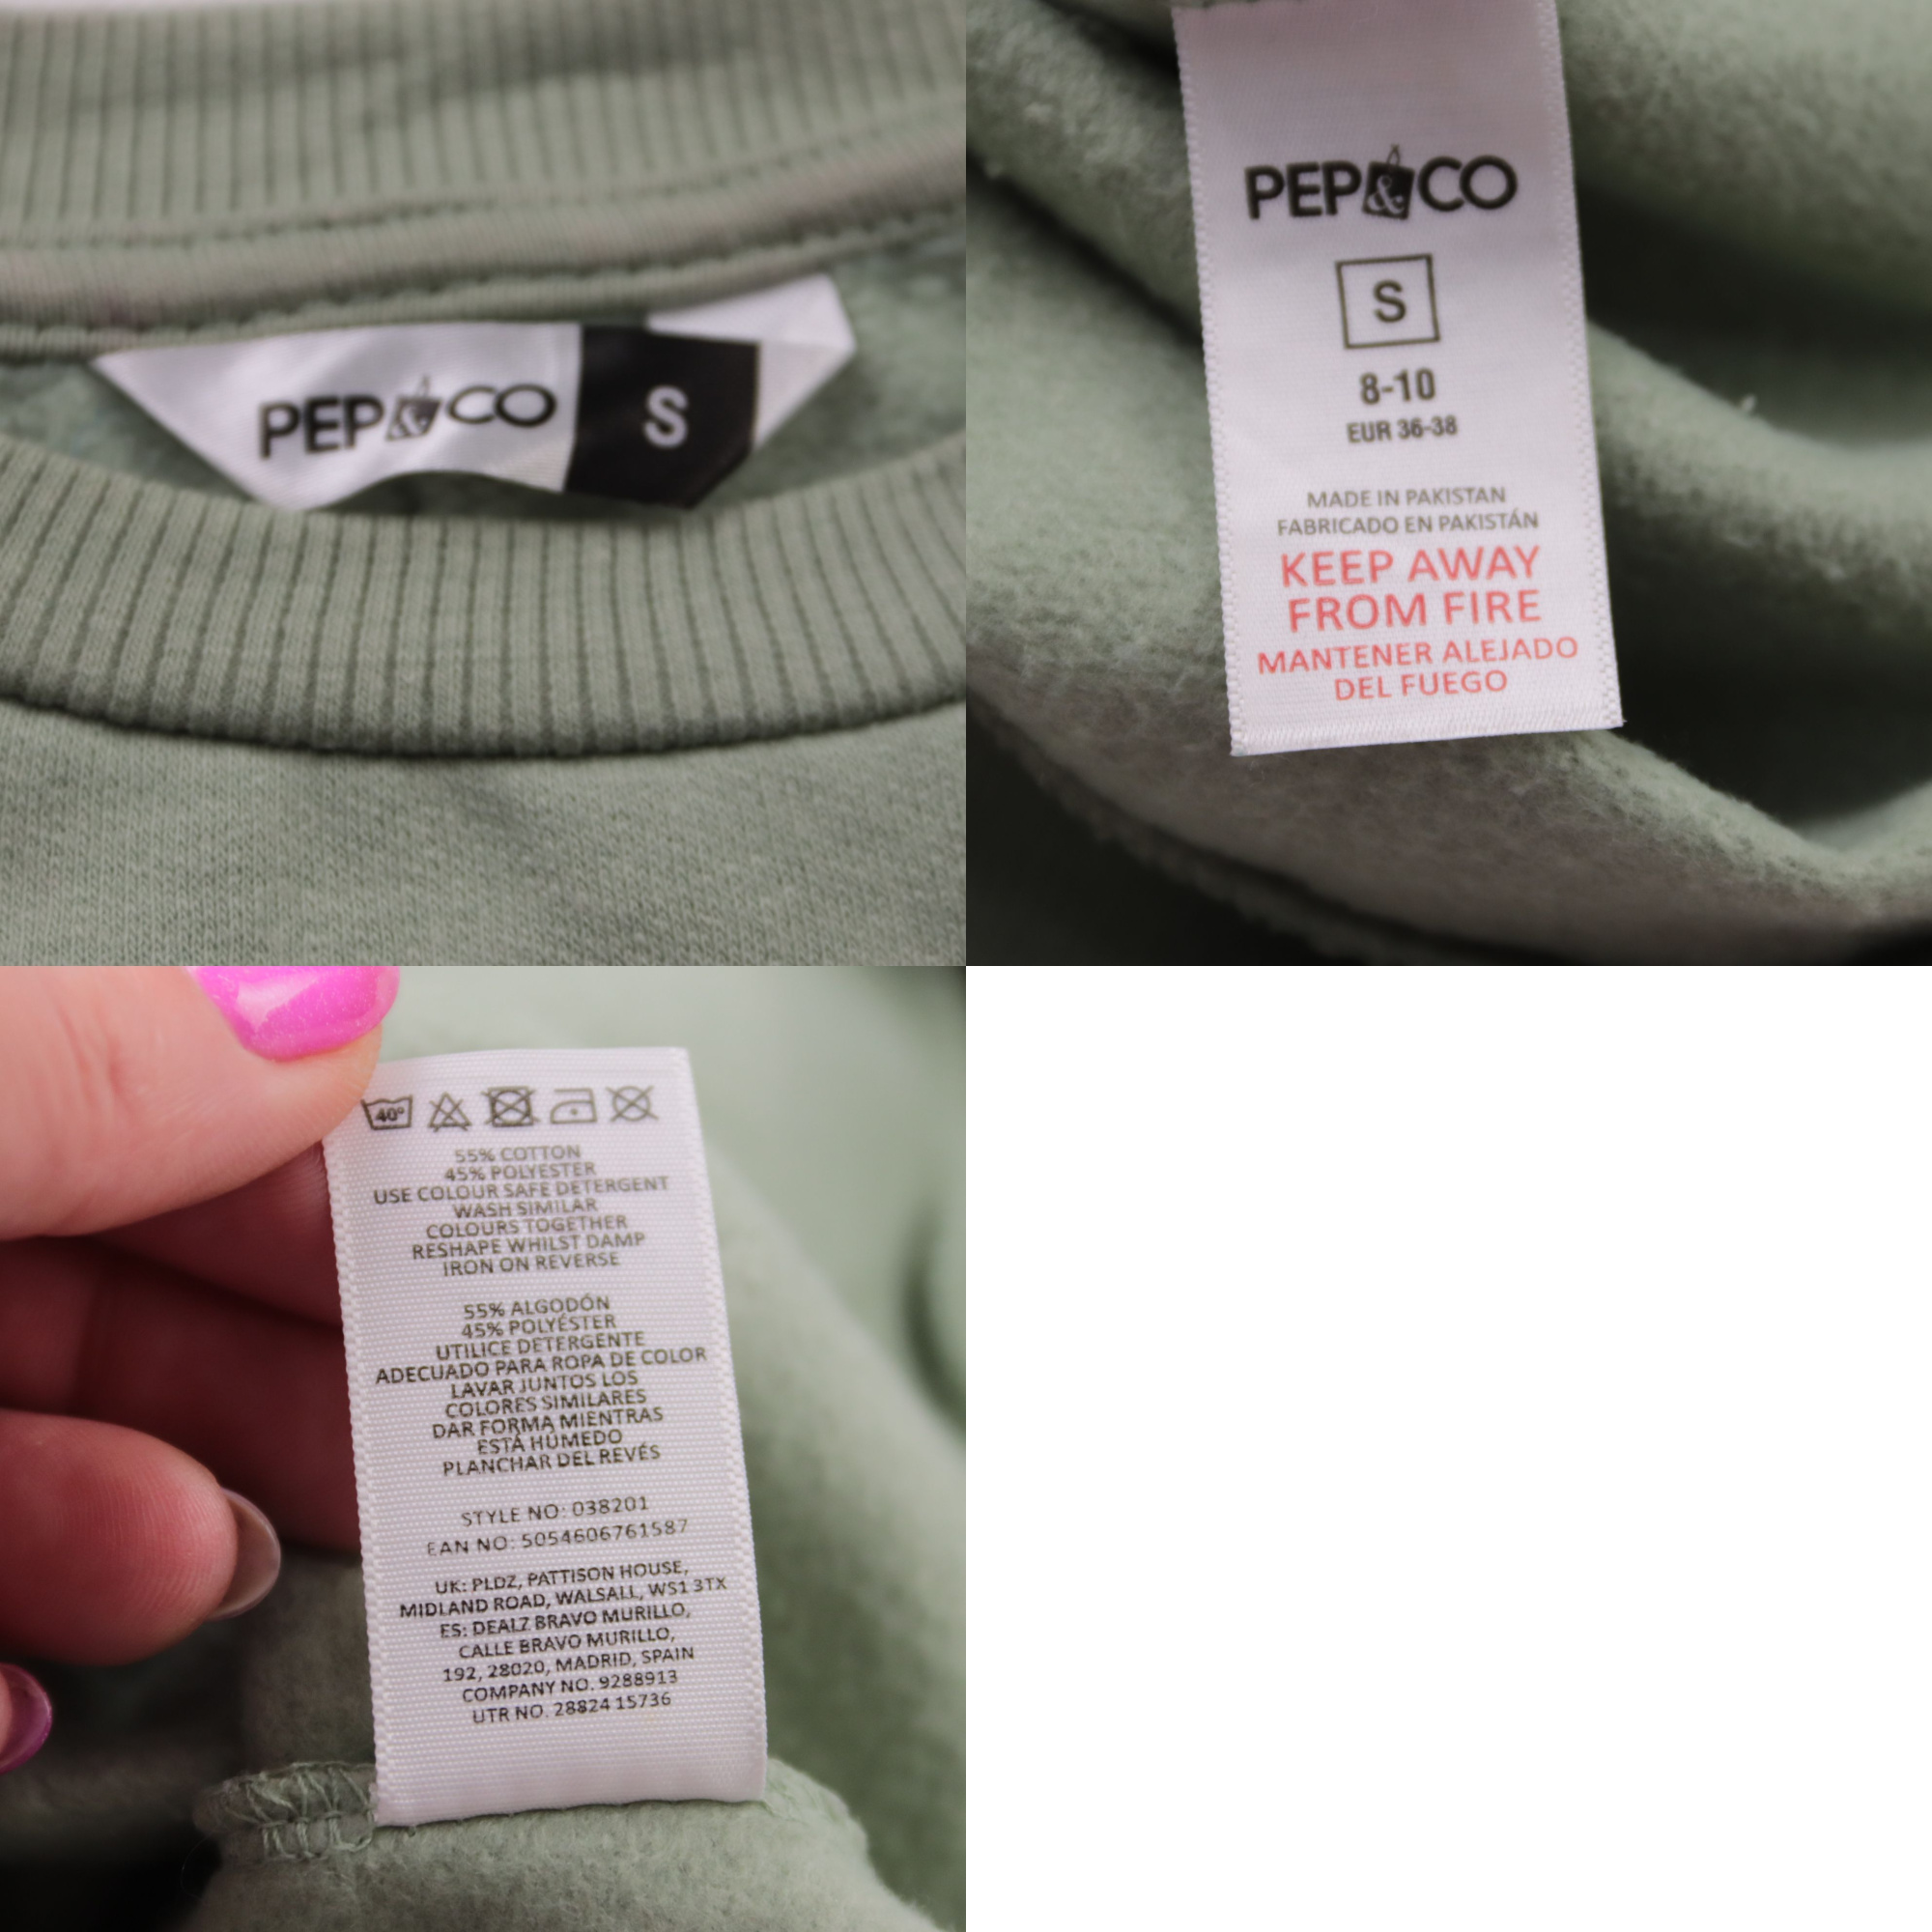 PEP&CO S
PEP&CO
S
8-10
EUR 36-38
MADE IN PAKISTAN
FABRICADO EN PAKISTÁN
KEEP AWAY
FROM FIRE
MANTENER ALEJADO
DEL FUEGO
40°
55% COTTON
45% POLYESTER
USE COLOUR SAFE DETERGENT
WASH SIMILAR
COLOURS TOGETHER
RESHAPE WHILST DAMP
IRON ON REVERSE
55% ALGODÓN
45% POLYÉSTER
UTILICE DETERGENTE
ADECUADO PARA ROPA DE COLOR
LAVAR JUNTOS LOS
COLORES SIMILARES
DAR FORMA MIENTRAS
ESTÁ HÚMEDO
PLANCHAR DEL REVÉS
STYLE NO: 038201
EAN NO: 5054606761587
UK: PLDZ, PATTISON HOUSE,
MIDLAND ROAD, WALSALL, WS1 3TX
ES: DEALZ BRAVO MURILLO,
CALLE BRAVO MURILLO,
192, 28020, MADRID, SPAIN
COMPANY NO. 9288913
UTR NO. 28824 15736